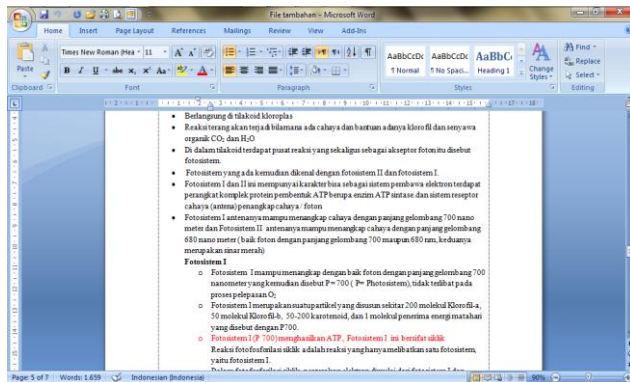 File tambahan - Microsoft Word
Home Insert Page Layout References Mailings Review View Add-Ins
Times New Roman (Hea 11
Paste
B I U abc x₂ x² Aa A
AaBbCcDc AaBbCcDc AaBbC
¶ Normal ¶ No Spaci... Heading 1
Change Styles
Find
Replace
Select
Clipboard Font Paragraph Styles Editing
• Berlangsung di tilakoid kloroplas
• Reaksi terang akan terjadi bilamana ada cahaya dan bantuan adanya klorofil dan senyawa
organik CO₂ dan H₂O
• Di dalam tilakoid terdapat pusat reaksi yang sekaligus sebagai akseptor foton itu disebut
fotosistem.
• Fotosistem yang ada kemudian dikenal dengan fotosistem II dan fotosistem I.
• Fotosistem I dan II ini mempunyai karakter bisa sebagai sistem pembawa elektron terdapat
perangkat komplek protein pembentuk ATP berupa enzim ATP sintase. dan sistem reseptor
cahaya (antena) penangkap cahaya / foton
• Fotosistem I antenanya mampu menangkap cahaya dengan panjang gelombang 700 nano
meter dan Fotosistem II antenanya mampu menangkap cahaya dengan panjang gelombang
680 nano meter ( baik foton dengan panjang gelombang 700 maupun 680 nm, keduanya
merupakan sinar merah)
Fotosistem I
o Fotosistem I mampu menangkap dengan baik foton dengan panjang gelombang 700
nanometer yang kemudian disebut P= 700 ( P= Photosistem), tidak terlibat pada
proses pelepasan O₂
o Fotosistem I merupakan suatu partikel yang disusun sekitar 200 molekul Klorofil-a,
50 molekul Klorofil-b, 50-200 karotenoid, dan 1 molekul penerima energi matahari
yang disebut dengan P700.
o Fotosistem I (P 700) menghasilkan ATP, Fotosistem I ini bersifat siklik
Reaksi fotofosforilasi siklik adalah reaksi yang hanya melibatkan satu fotosistem,
yaitu fotosistem I.
Page: 5 of 7 Words: 1.659 Indonesian (Indonesia) 90%